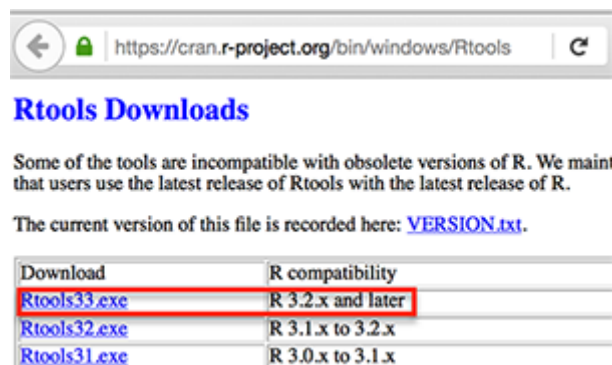 https://cran.r-project.org/bin/windows/Rtools
Rtools Downloads
Some of the tools are incompatible with obsolete versions of R. We
that users use the latest release of Rtools with the latest release of R.
The current version of this file is recorded here: VERSION.txt.
Download R compatibility
Rtools33.exe R 3.2.x and later
Rtools32.exe R 3.1.x to 3.2.x
Rtools31.exe R 3.0.x to 3.1.x